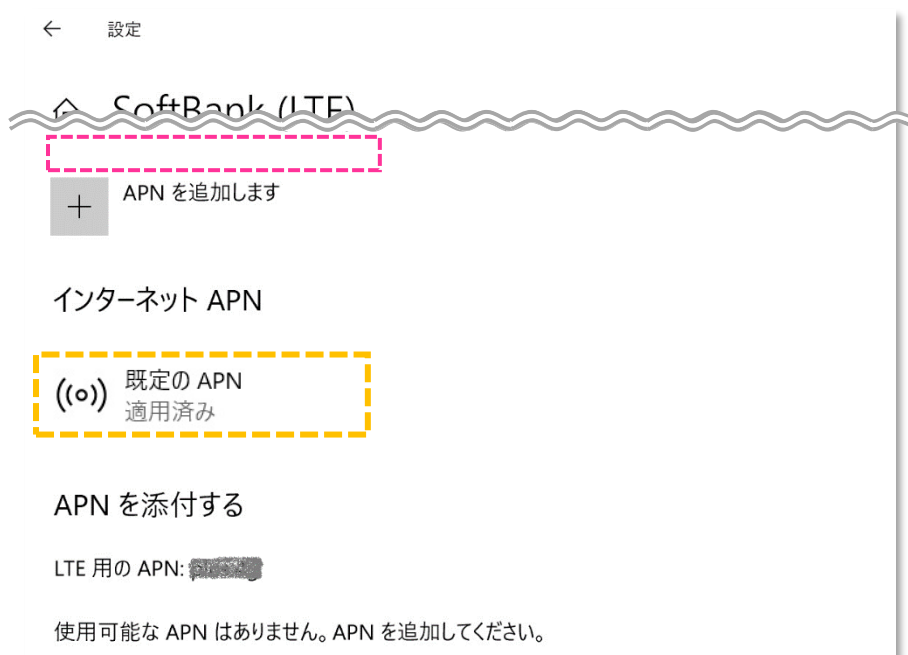 設定
SoftBank (LTE)
APN を追加します
インターネット APN
既定の APN
適用済み
APN を添付する
LTE 用の APN:
使用可能な APN はありません。APN を追加してください。